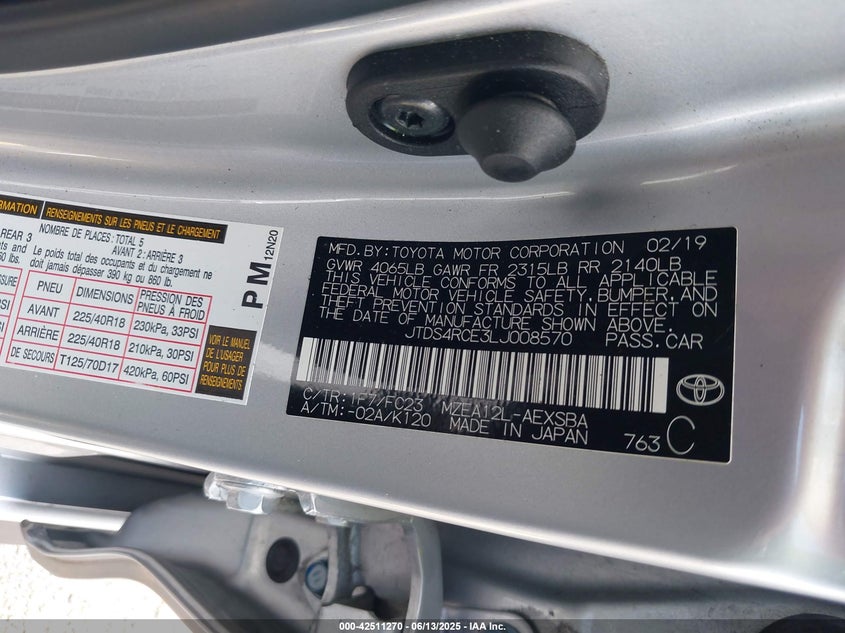 RMATION
RENSEIGNEMENTS SUR LES PNEUS ET LE CHARGEMENT
REAR 3
NOMBRE DE PLACES: TOTAL 5
AVANT 2: ARRIÈRE 3
Le poids total des occupants et du chargement ne
doit jamais dépasser 390 kg ou 860 lb.
PNEU DIMENSIONS PRESSION DES PNEUS À FROID
AVANT 225/40R18 230kPa, 33PSI
ARRIÈRE 225/40R18 210kPa, 30PSI
DE SECOURS T125/70D17 420kPa, 60PSI
VOIR LE MANUEL
DE L'USAGER
POUR PLUS DE
RENSEIGNEMENTS
PM 12N20
MFD.BY:TOYOTA MOTOR CORPORATION 02/19
GVWR 4065LB GAWR FR 2315LB RR 2140LB
THIS VEHICLE CONFORMS TO ALL APPLICABLE
FEDERAL MOTOR VEHICLE SAFETY, BUMPER, AND
THEFT PREVENTION STANDARDS IN EFFECT ON
THE DATE OF MANUFACTURE SHOWN ABOVE.
JTDS4RCE3LJ008570 PASS.CAR
C/TR:1F7/FC23 MZEA12L-AEXSBA
A/TM:-02A/K120 MADE IN JAPAN 763 C
000-42511270 - 06/13/2025 - IAA Inc.